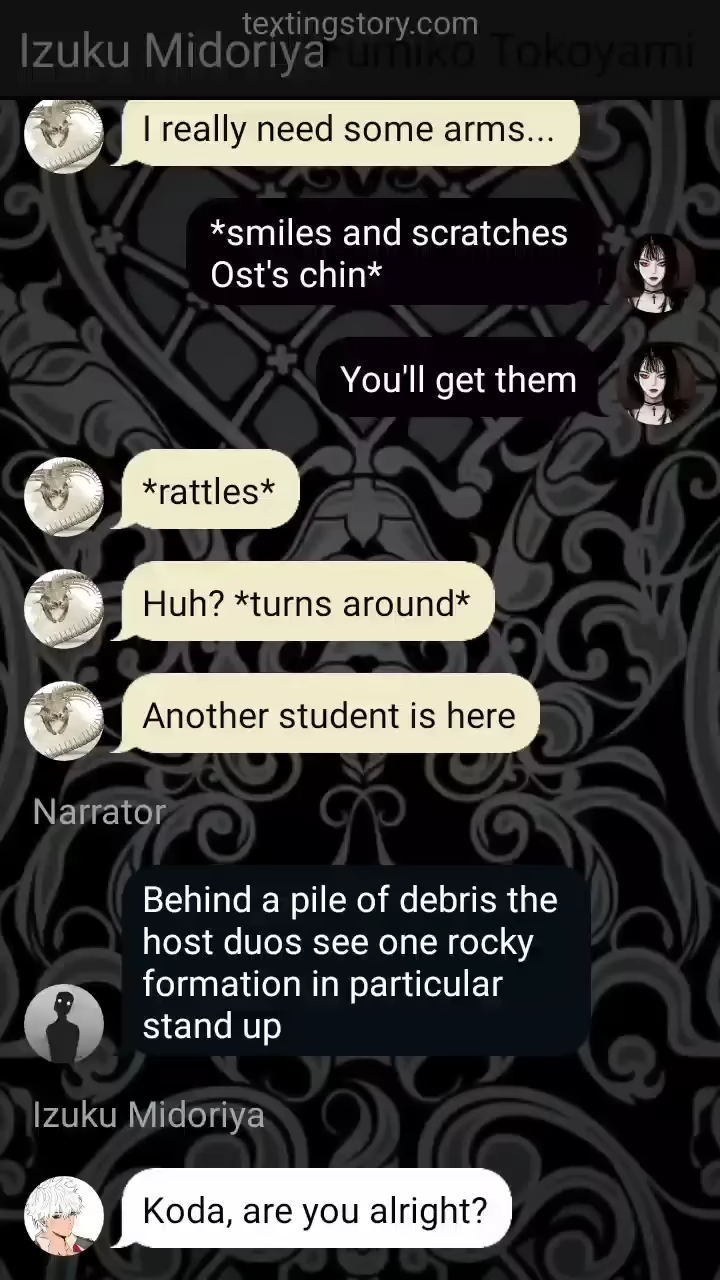 textingstory.com
Izuku Midoriya Fumiko Tokoyami
I really need some arms...
*smiles and scratches
Ost's chin*
You'll get them
*rattles*
Huh? *turns around*
Another student is here
Narrator
Behind a pile of debris the
host duos see one rocky
formation in particular
stand up
Izuku Midoriya
Koda, are you alright?